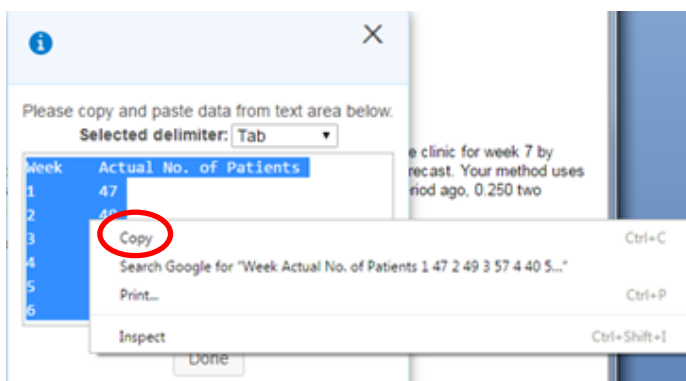 Please copy and paste data from text area below.
Selected delimiter: Tab
e clinic for week 7 by
recast. Your method uses
riod ago, 0.250 two
Week Actual No. of Patients
1 47
2 49
3
4
5
6
Copy Ctrl+C
Search Google for "Week Actual No. of Patients 1 47 2 49 3 57 4 40 5..."
Print... Ctrl+P
Inspect Ctrl+Shift+I
Done